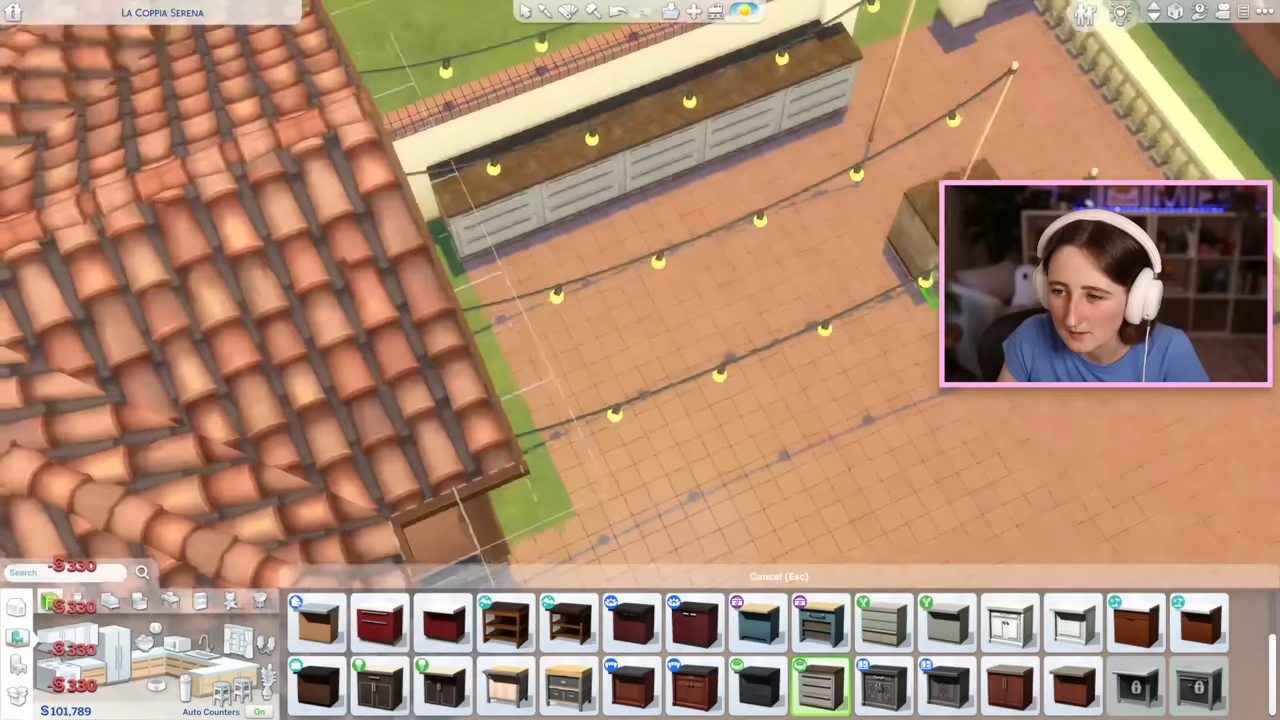 LA COPPIA SERENA
Cancel (Esc)
Search
-§330
-§330
-§330
-§330
§101,789
Auto Counters
On